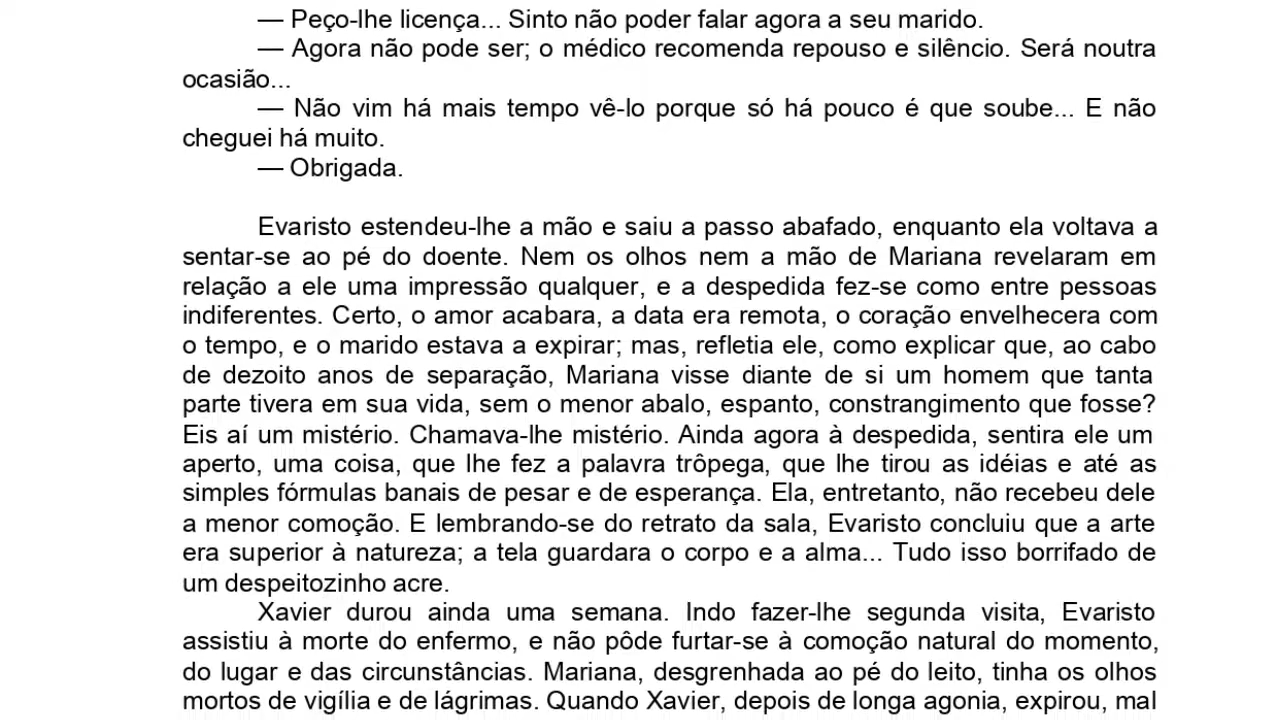 — Peço-lhe licença... Sinto não poder falar agora a seu marido.
— Agora não pode ser; o médico recomenda repouso e silêncio. Será noutra
ocasião...
— Não vim há mais tempo vê-lo porque só há pouco é que soube... E não
cheguei há muito.
— Obrigada.
Evaristo estendeu-lhe a mão e saiu a passo abafado, enquanto ela voltava a
sentar-se ao pé do doente. Nem os olhos nem a mão de Mariana revelaram em
relação a ele uma impressão qualquer, e a despedida fez-se como entre pessoas
indiferentes. Certo, o amor acabara, a data era remota, o coração envelhecera com
o tempo, e o marido estava a expirar; mas, refletia ele, como explicar que, ao cabo
de dezoito anos de separação, Mariana visse diante de si um homem que tanta
parte tivera em sua vida, sem o menor abalo, espanto, constrangimento que fosse?
Eis aí um mistério. Chamava-lhe mistério. Ainda agora à despedida, sentira ele um
aperto, uma coisa, que lhe fez a palavra trôpega, que lhe tirou as idéias e até as
simples fórmulas banais de pesar e de esperança. Ela, entretanto, não recebeu dele
a menor comoção. E lembrando-se do retrato da sala, Evaristo concluiu que a arte
era superior à natureza; a tela guardara o corpo e a alma... Tudo isso borrifado de
um despeitozinho acre.
Xavier durou ainda uma semana. Indo fazer-lhe segunda visita, Evaristo
assistiu à morte do enfermo, e não pôde furtar-se à comoção natural do momento,
do lugar e das circunstâncias. Mariana, desgrenhada ao pé do leito, tinha os olhos
mortos de vigília e de lágrimas. Quando Xavier, depois de longa agonia, expirou, mal